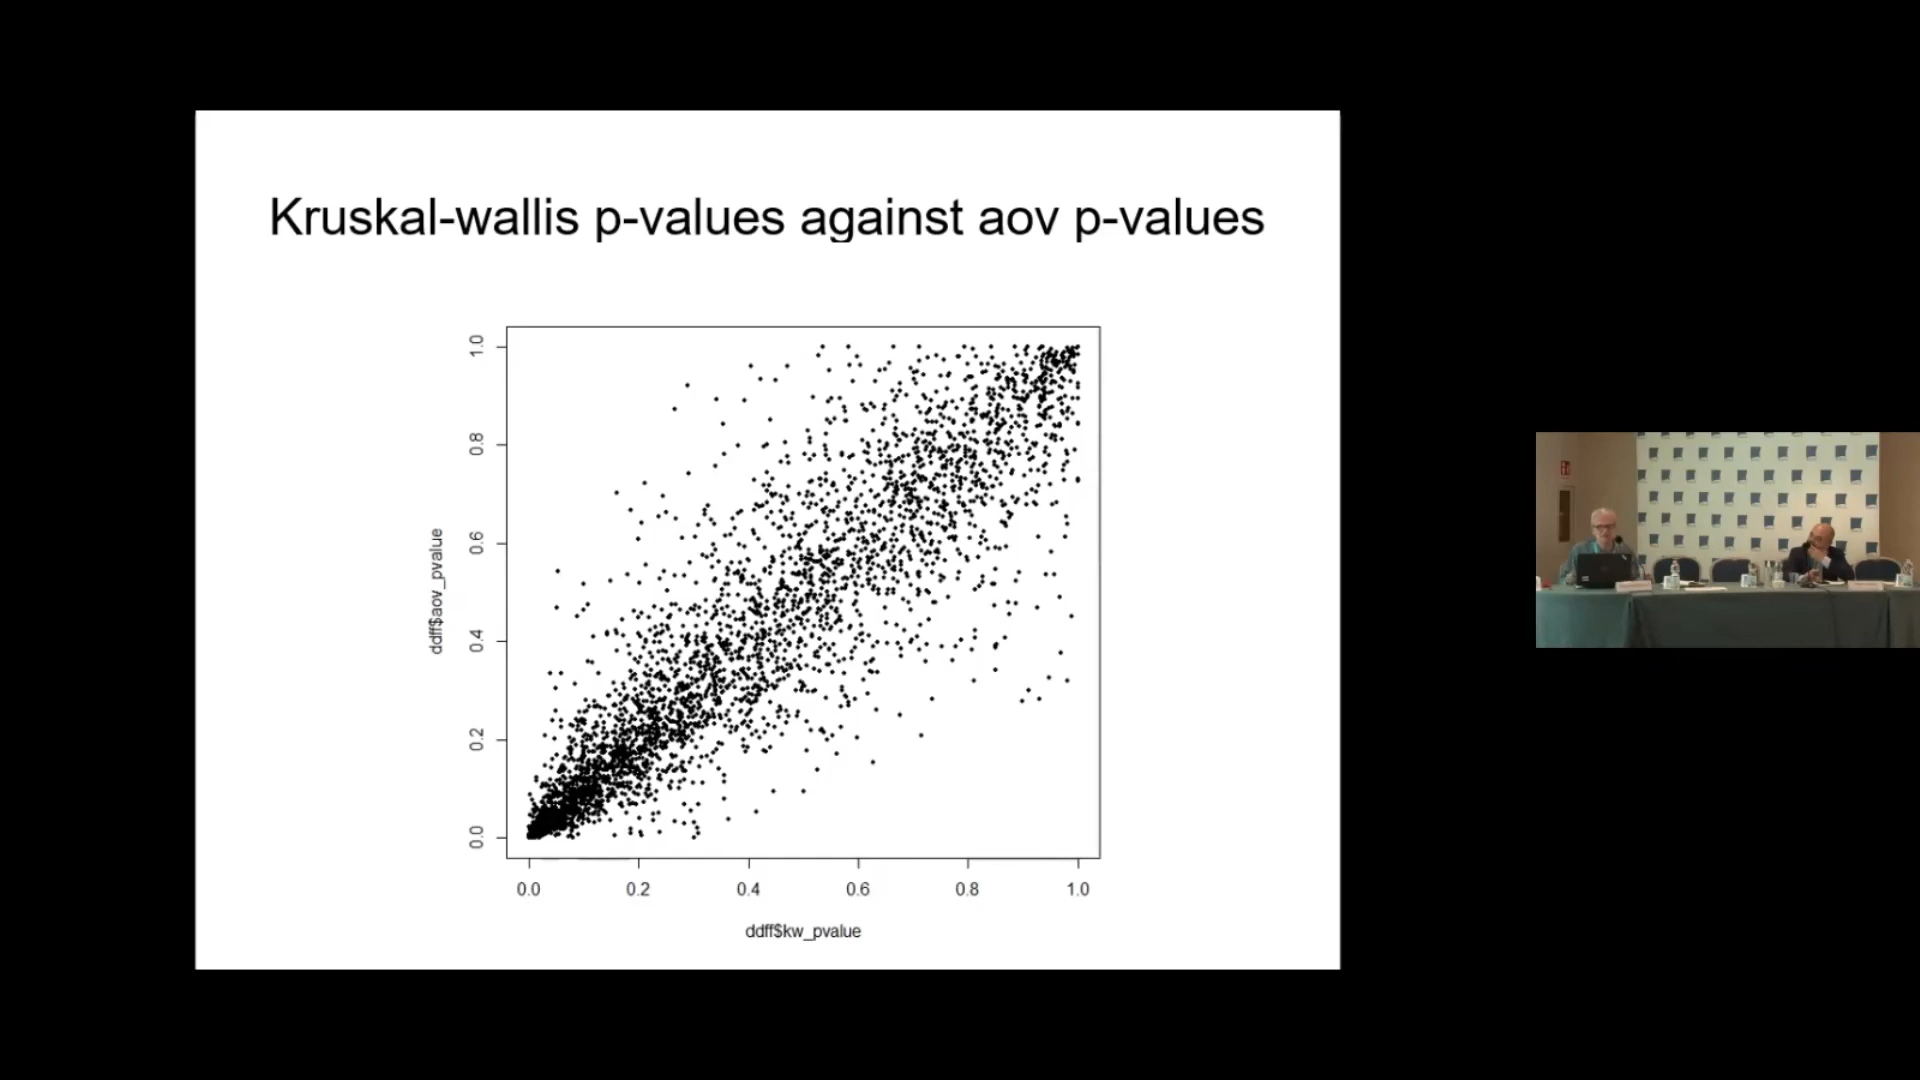 Kruskal-wallis p-values against aov p-values
1.0
0.8
0.6
0.4
0.2
0.0
ddff$aov_pvalue
0.0 0.2 0.4 0.6 0.8 1.0
ddff$kw_pvalue